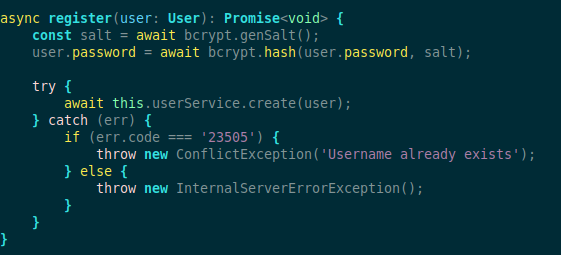 async register(user: User): Promise<void> {
    const salt = await bcrypt.genSalt();
    user.password = await bcrypt.hash(user.password, salt);

    try {
        await this.userService.create(user);
    } catch (err) {
        if (err.code === '23505') {
            throw new ConflictException('Username already exists');
        } else {
            throw new InternalServerErrorException();
        }
    }
}